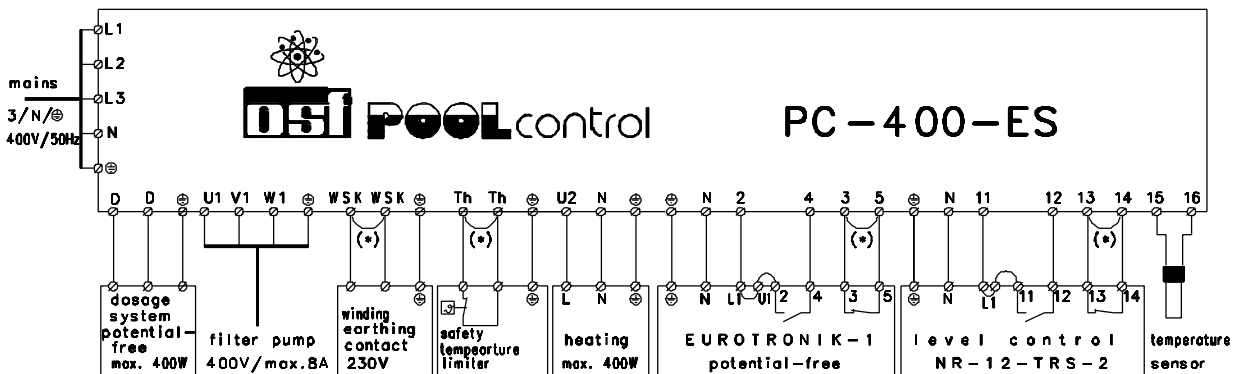 L1
L2
mains
L3
3/N/⏚
N
400V/50Hz
⏚
osf POOL control
PC-400-ES
D D ⏚ U1 V1 W1 ⏚ WSK WSK ⏚ Th Th ⏚ U2 N ⏚ ⏚ N 2 4 3 5 ⏚ N 11 12 13 14 15 16
(*) (*) (*) (*)
⏚ L N ⏚ ⏚ N L1 U1 2 4 3 5 ⏚ N L1 11 12 13 14
dosage
system
potential-
free
max. 400W
filter pump
400V/max.8A
winding
earthing
contact
230V
safety
tempearture
limiter
heating
max. 400W
EUROTRONIK-1
potential-free
level control
NR-12-TRS-2
temperature
sensor